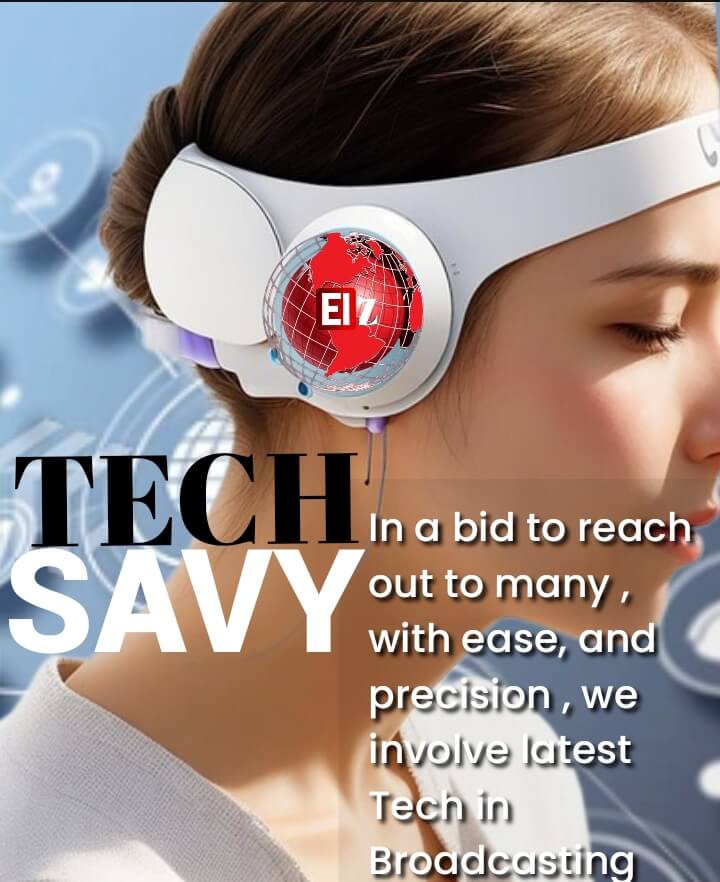 EI z
TECH
SAVY
In a bid to reach
out to many ,
with ease, and
precision , we
involve latest
Tech in
Broadcasting